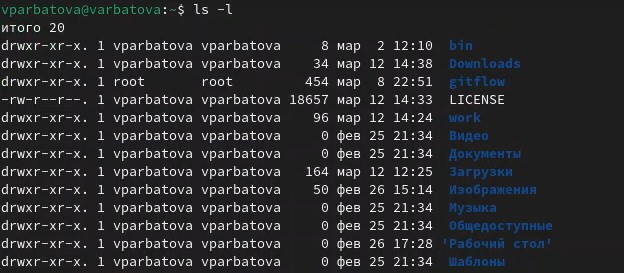 vparbatova@varbatova:~$ ls -l
итого 20
drwxr-xr-x. 1 vparbatova vparbatova     8 мар  2 12:10  bin
drwxr-xr-x. 1 vparbatova vparbatova    34 мар 12 14:38  Downloads
drwxr-xr-x. 1 root       root         454 мар  8 22:51  gitflow
-rw-r--r--. 1 vparbatova vparbatova 18657 мар 12 14:33  LICENSE
drwxr-xr-x. 1 vparbatova vparbatova    96 мар 12 14:24  work
drwxr-xr-x. 1 vparbatova vparbatova     0 фев 25 21:34  Видео
drwxr-xr-x. 1 vparbatova vparbatova     0 фев 25 21:34  Документы
drwxr-xr-x. 1 vparbatova vparbatova   164 мар 12 12:25  Загрузки
drwxr-xr-x. 1 vparbatova vparbatova    50 фев 26 15:14  Изображения
drwxr-xr-x. 1 vparbatova vparbatova     0 фев 25 21:34  Музыка
drwxr-xr-x. 1 vparbatova vparbatova     0 фев 25 21:34  Общедоступные
drwxr-xr-x. 1 vparbatova vparbatova     0 фев 26 17:28 'Рабочий стол'
drwxr-xr-x. 1 vparbatova vparbatova     0 фев 25 21:34  Шаблоны